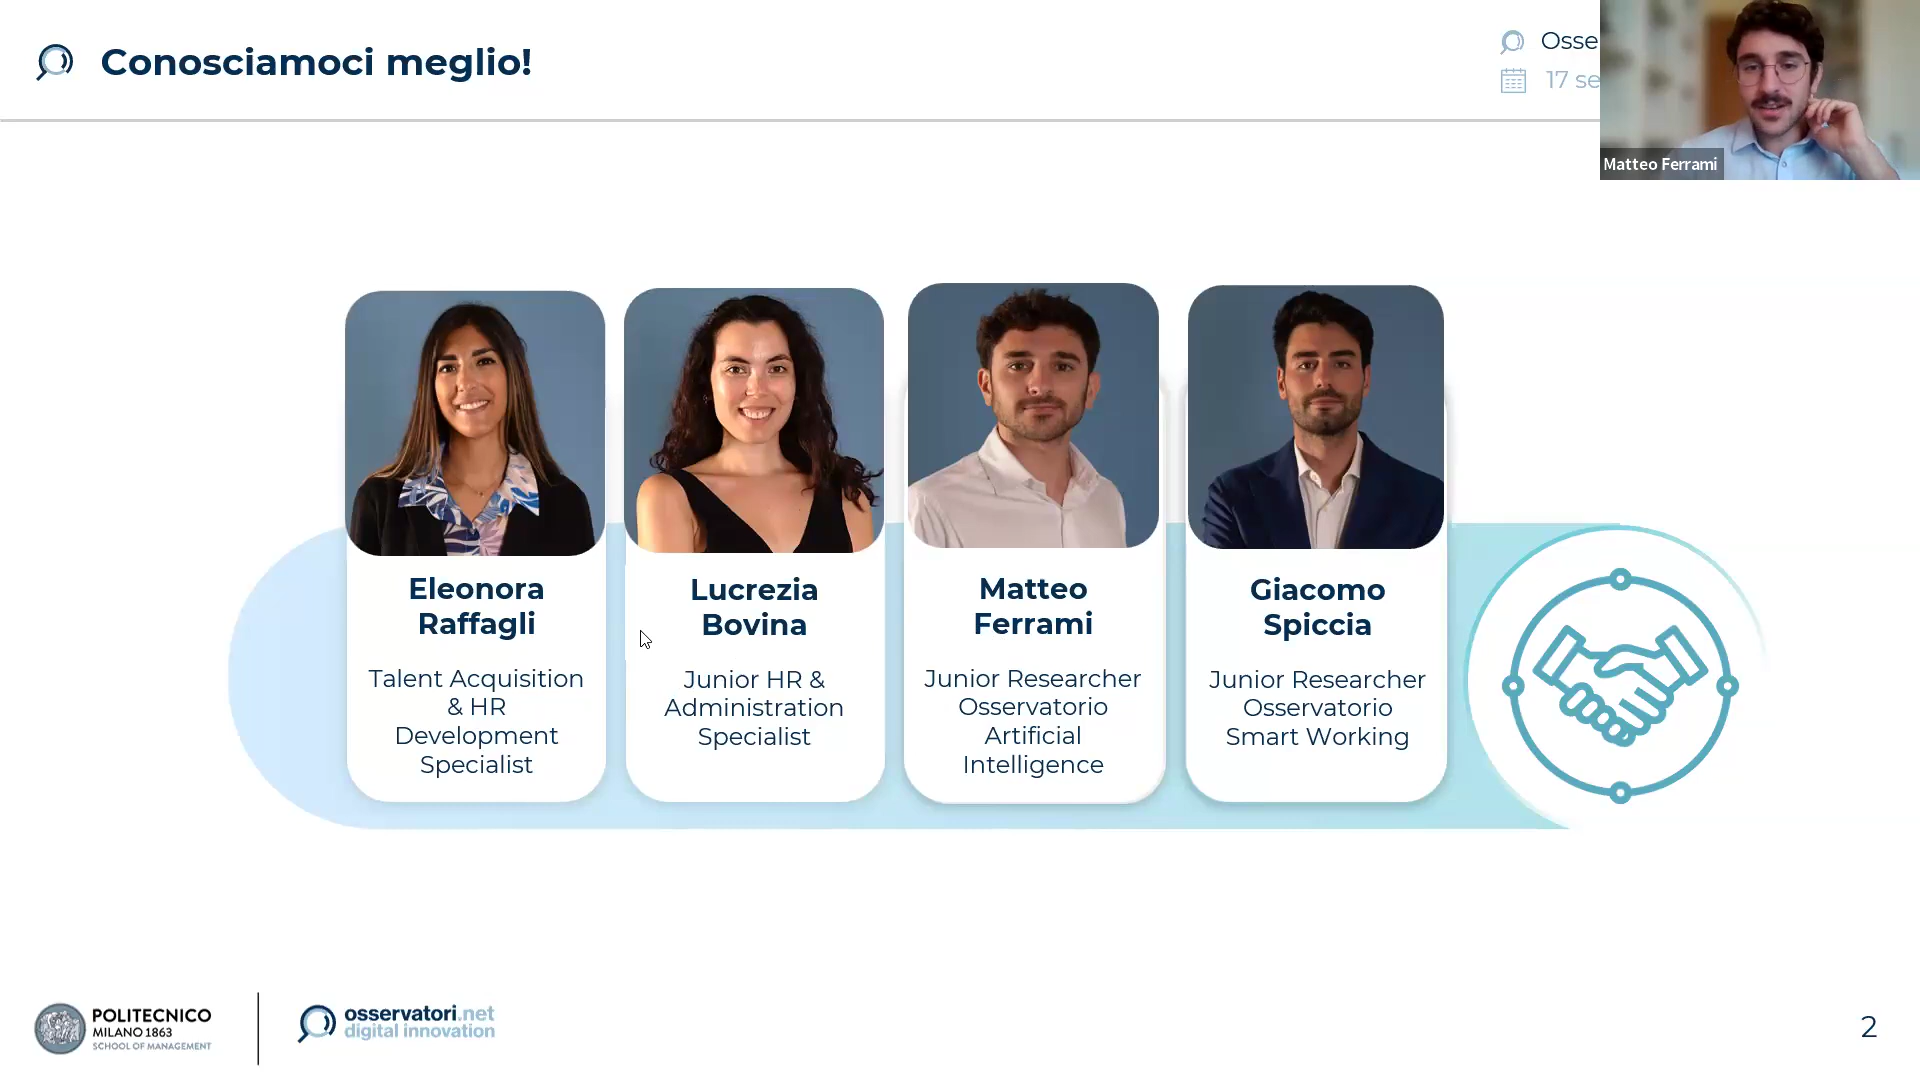 Conosciamoci meglio!
Osse
17 se
Matteo Ferrami
Eleonora
Raffagli
Talent Acquisition
& HR
Development
Specialist
Lucrezia
Bovina
Junior HR &
Administration
Specialist
Matteo
Ferrami
Junior Researcher
Osservatorio
Artificial
Intelligence
Giacomo
Spiccia
Junior Researcher
Osservatorio
Smart Working
POLITECNICO
MILANO 1863
SCHOOL OF MANAGEMENT
osservatori.net
digital innovation
2